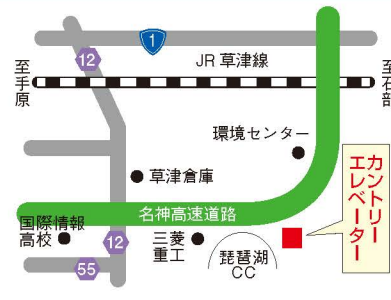 1
12
JR 草津線
至手原
至石部
環境センター
草津倉庫
カントリー
エレベーター
名神高速道路
国際情報
高校
12
三菱
重工
琵琶湖
CC
55